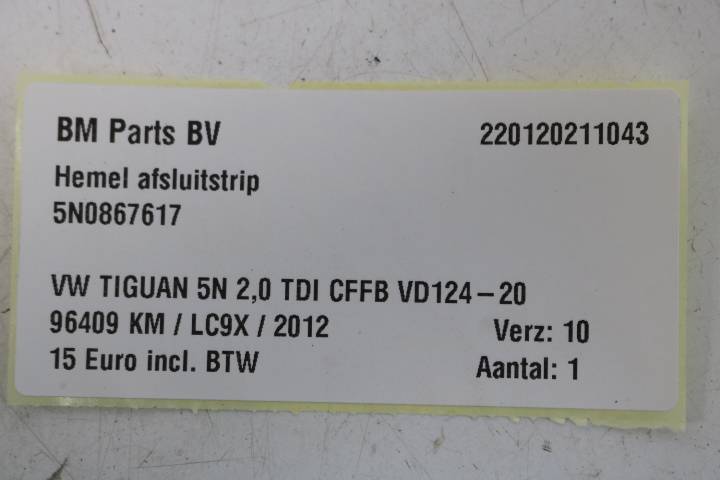 BM Parts BV 220120211043
Hemel afsluitstrip
5N0867617
VW TIGUAN 5N 2,0 TDI CFFB VD124-20
96409 KM / LC9X / 2012 Verz: 10
15 Euro incl. BTW Aantal: 1